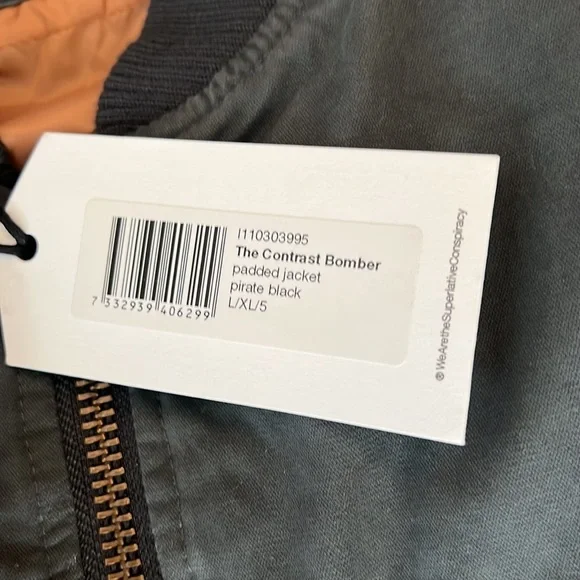 I110303995
The Contrast Bomber
padded jacket
pirate black
L/XL/5
7 332939 406299
® WeAretheSuperlativeConspiracy